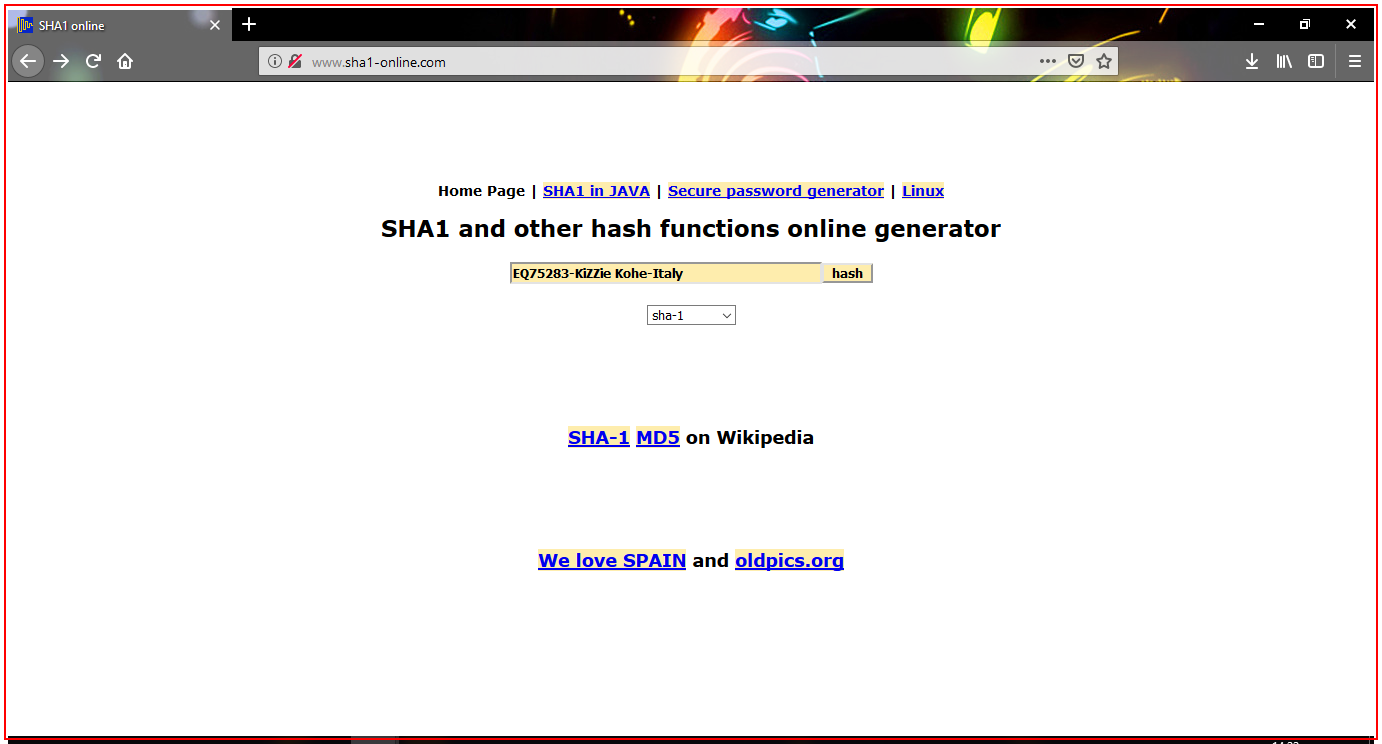 SHA1 online
www.sha1-online.com
Home Page | SHA1 in JAVA | Secure password generator | Linux
SHA1 and other hash functions online generator
EQ75283-KiZZie Kohe-Italy hash
sha-1
SHA-1 MD5 on Wikipedia
We love SPAIN and oldpics.org